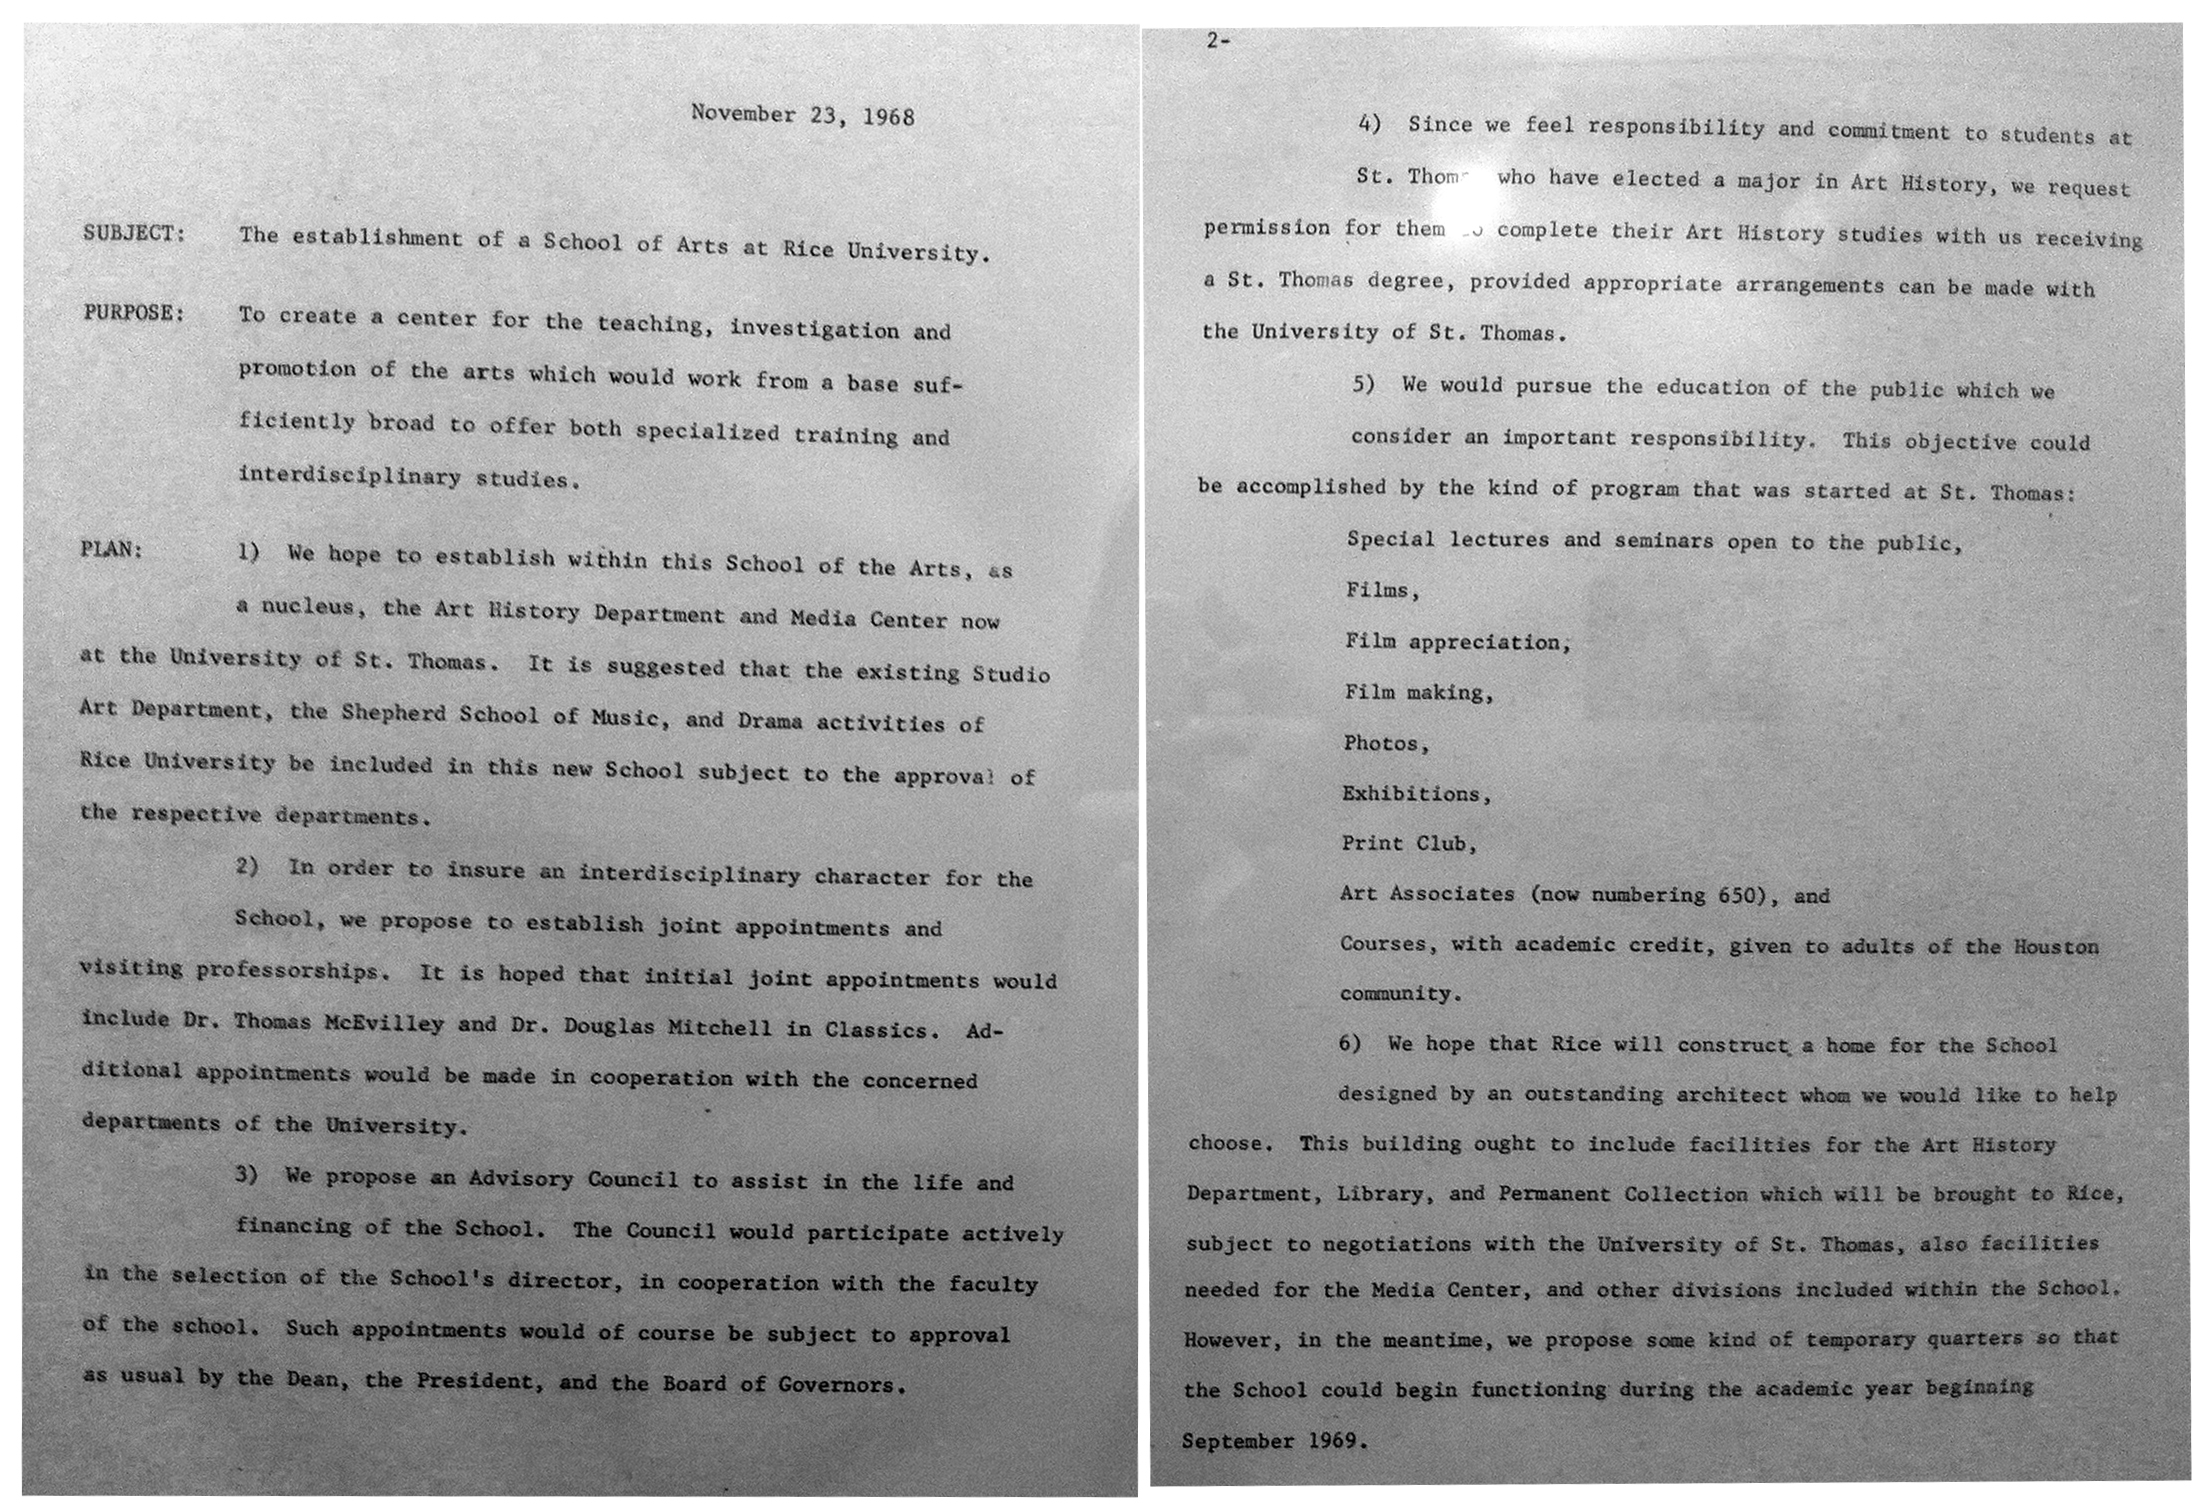 November 23, 1968
SUBJECT: The establishment of a School of Arts at Rice University.
PURPOSE: To create a center for the teaching, investigation and
promotion of the arts which would work from a base suf-
ficiently broad to offer both specialized training and
interdisciplinary studies.
PLAN: 1) We hope to establish within this School of the Arts, as
a nucleus, the Art History Department and Media Center now
at the University of St. Thomas. It is suggested that the existing Studio
Art Department, the Shepherd School of Music, and Drama activities of
Rice University be included in this new School subject to the approval of
the respective departments.
2) In order to insure an interdisciplinary character for the
School, we propose to establish joint appointments and
visiting professorships. It is hoped that initial joint appointments would
include Dr. Thomas McEvilley and Dr. Douglas Mitchell in Classics. Ad-
ditional appointments would be made in cooperation with the concerned
departments of the University.
3) We propose an Advisory Council to assist in the life and
financing of the School. The Council would participate actively
in the selection of the School's director, in cooperation with the faculty
of the school. Such appointments would of course be subject to approval
as usual by the Dean, the President, and the Board of Governors.
2-
4) Since we feel responsibility and commitment to students at
St. Thom who have elected a major in Art History, we request
permission for them complete their Art History studies with us receiving
a St. Thomas degree, provided appropriate arrangements can be made with
the University of St. Thomas.
5) We would pursue the education of the public which we
consider an important responsibility. This objective could
be accomplished by the kind of program that was started at St. Thomas:
Special lectures and seminars open to the public,
Films,
Film appreciation,
Film making,
Photos,
Exhibitions,
Print Club,
Art Associates (now numbering 650), and
Courses, with academic credit, given to adults of the Houston
community.
6) We hope that Rice will construct a home for the School
designed by an outstanding architect whom we would like to help
choose. This building ought to include facilities for the Art History
Department, Library, and Permanent Collection which will be brought to Rice,
subject to negotiations with the University of St. Thomas, also facilities
needed for the Media Center, and other divisions included within the School.
However, in the meantime, we propose some kind of temporary quarters so that
the School could begin functioning during the academic year beginning
September 1969.